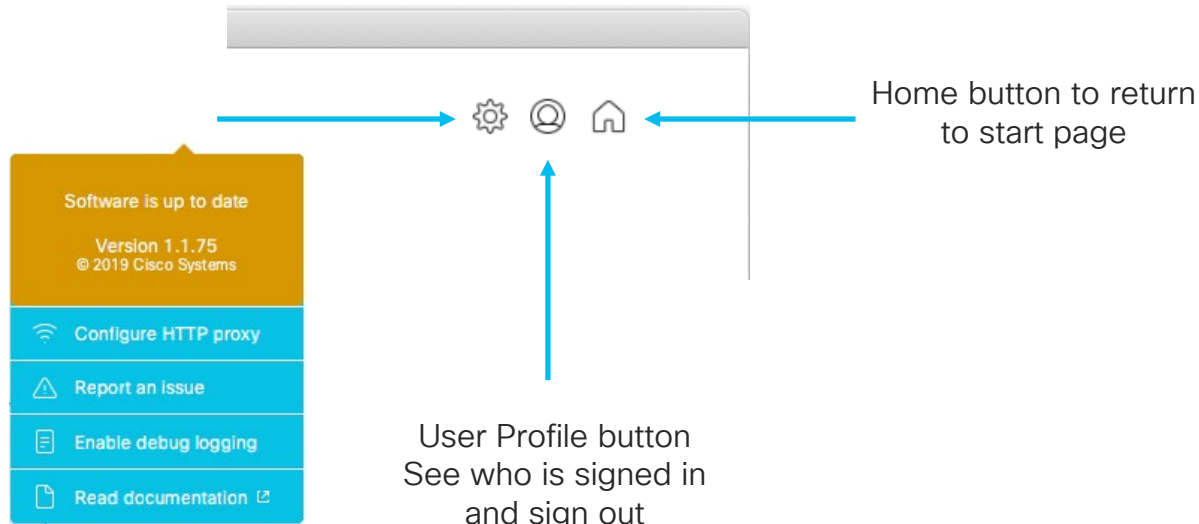 Home button to return
to start page
Software is up to date
Version 1.1.75
© 2019 Cisco Systems
Configure HTTP proxy
Report an issue
Enable debug logging
Read documentation
User Profile button
See who is signed in
and sign out